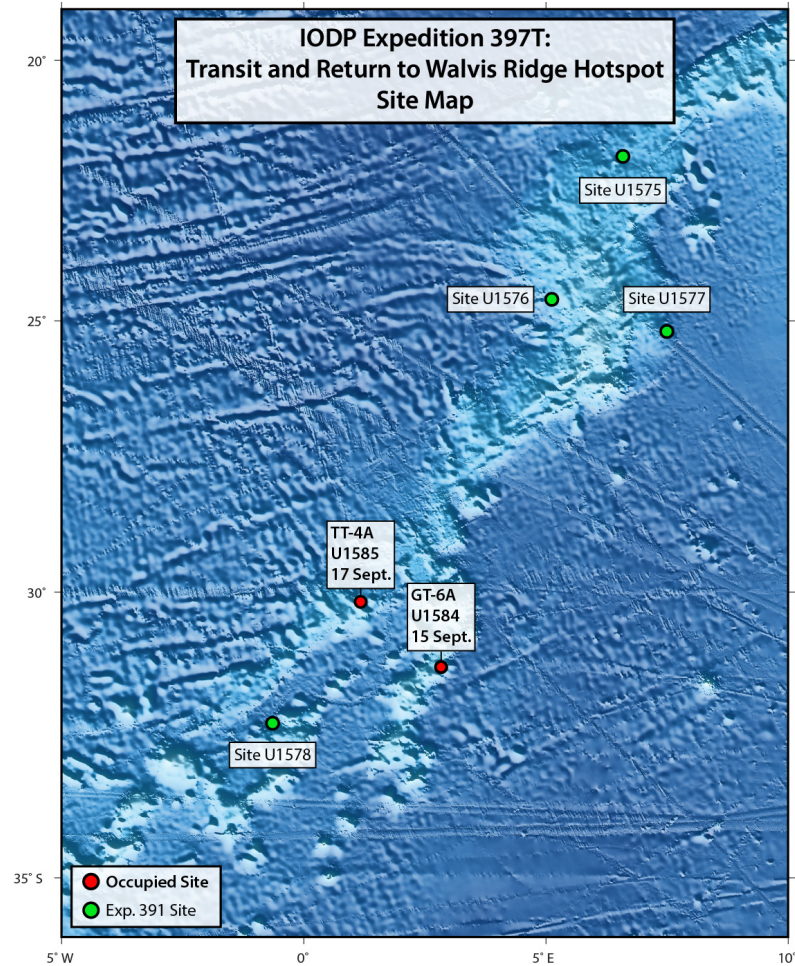 IODP Expedition 397T:
Transit and Return to Walvis Ridge Hotspot
Site Map
20°
Site U1575
Site U1576
Site U1577
25°
TT-4A
U1585
17 Sept.
30°
GT-6A
U1584
15 Sept.
Site U1578
35° S
Occupied Site
Exp. 391 Site
5° W
0°
5° E
10°